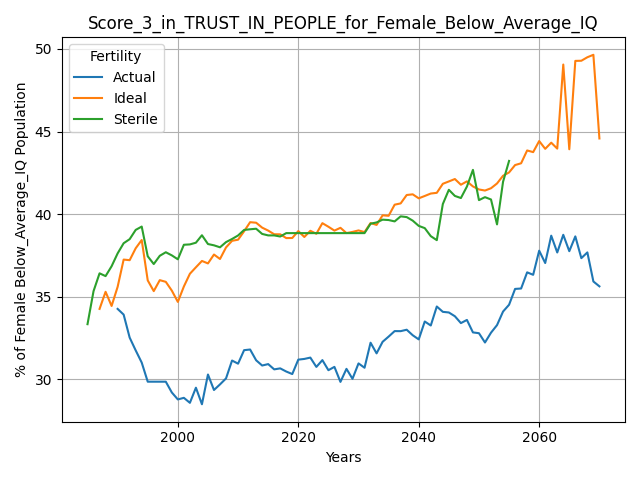 Score_3_in_TRUST_IN_PEOPLE_for_Female_Below_Average_IQ
% of Female Below_Average_IQ Population
50
45
40
35
30
Fertility
Actual
Ideal
Sterile
2000
2020
2040
2060
Years